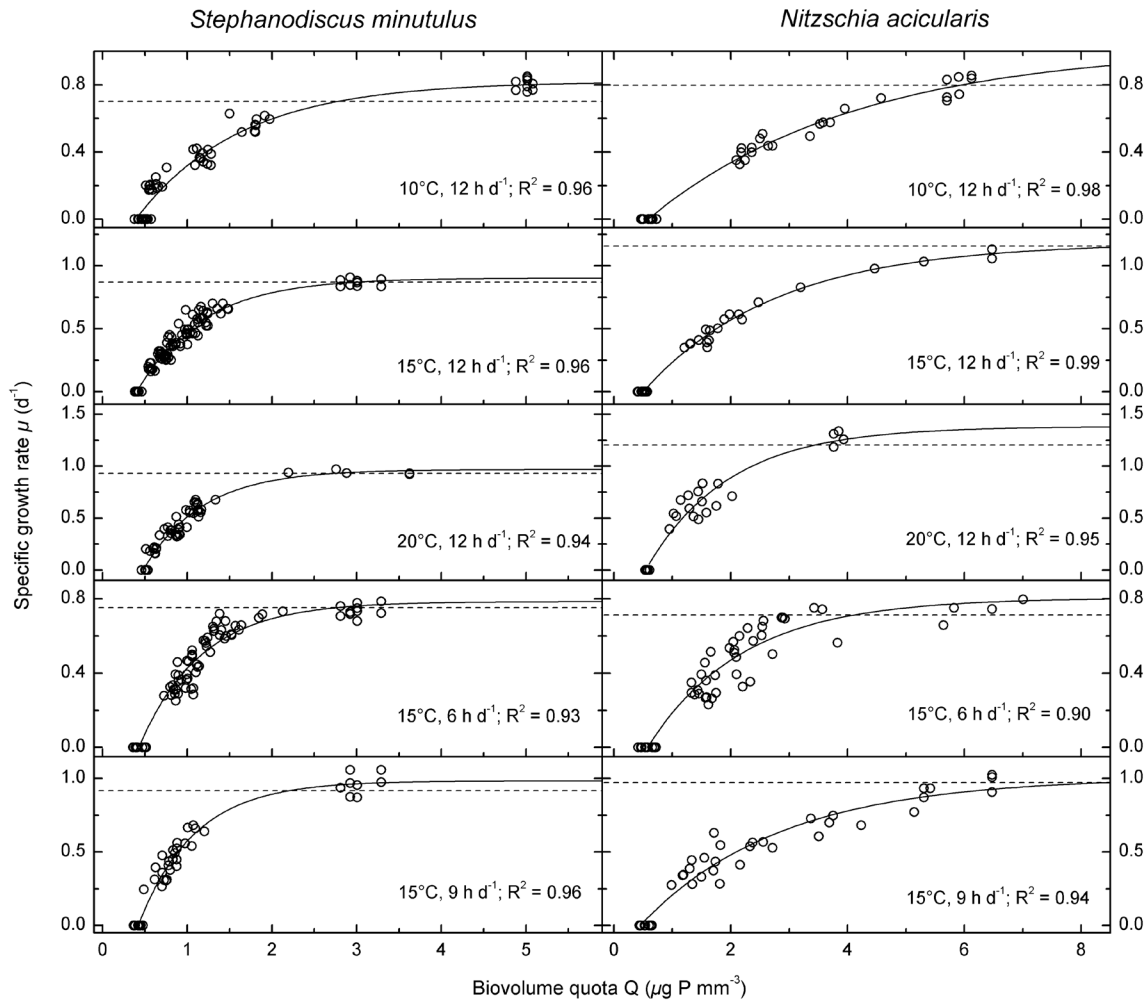 Stephanodiscus minutulus
Nitzschia acicularis
Specific growth rate µ (d-1)
0.8
0.4
0.0
10°C, 12 h d-1; R2 = 0.96
10°C, 12 h d-1; R2 = 0.98
0.8
0.4
0.0
1.0
0.5
0.0
15°C, 12 h d-1; R2 = 0.96
15°C, 12 h d-1; R2 = 0.99
1.0
0.5
0.0
1.5
1.0
0.5
0.0
20°C, 12 h d-1; R2 = 0.94
20°C, 12 h d-1; R2 = 0.95
1.5
1.0
0.5
0.0
0.8
0.4
0.0
15°C, 6 h d-1; R2 = 0.93
15°C, 6 h d-1; R2 = 0.90
0.8
0.4
0.0
1.0
0.5
0.0
15°C, 9 h d-1; R2 = 0.96
15°C, 9 h d-1; R2 = 0.94
1.0
0.5
0.0
0 1 2 3 4 5 0 2 4 6 8
Biovolume quota Q (µg P mm-3)